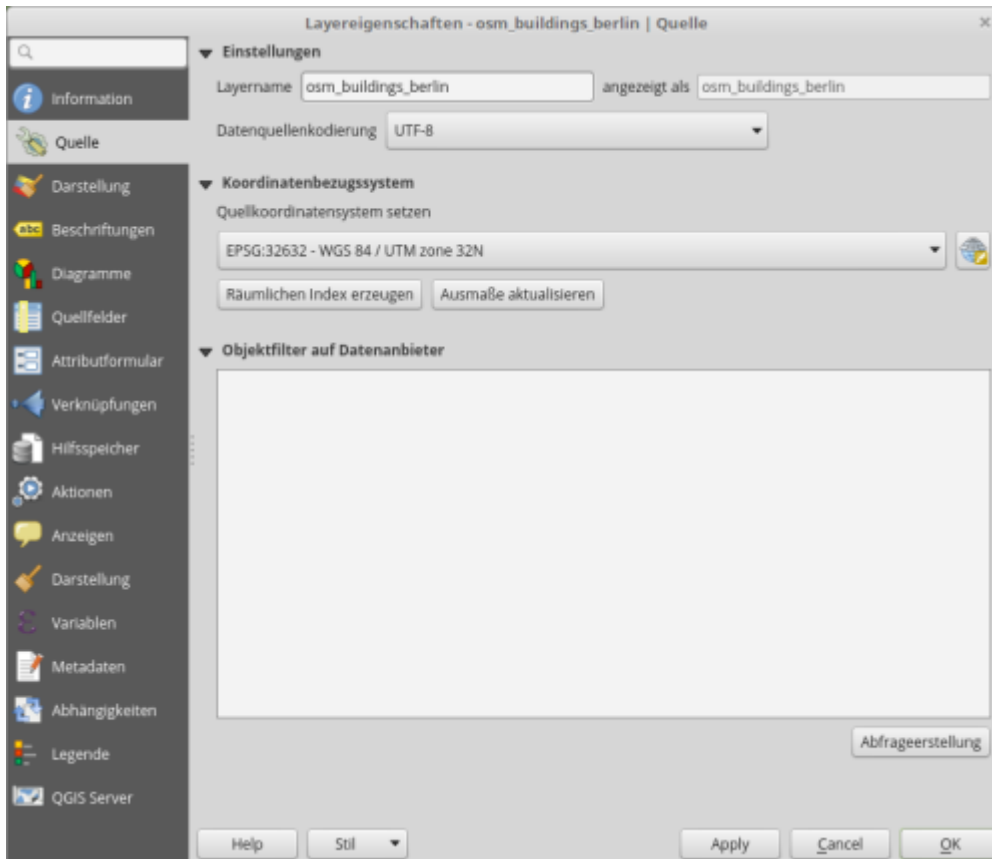 Layereigenschaften - osm_buildings_berlin | Quelle
Information
Quelle
Darstellung
abc Beschriftungen
Diagramme
Quellfelder
Attributformular
Verknüpfungen
Hilfsspeicher
Aktionen
Anzeigen
Darstellung
Variablen
Metadaten
Abhängigkeiten
Legende
QGIS Server
Einstellungen
Layername osm_buildings_berlin angezeigt als osm_buildings_berlin
Datenquellenkodierung UTF-8
Koordinatenbezugssystem
Quellkoordinatensystem setzen
EPSG:32632 - WGS 84 / UTM zone 32N
Räumlichen Index erzeugen Ausmaße aktualisieren
Objektfilter auf Datenanbieter
Abfrageerstellung
Help Stil Apply Cancel OK